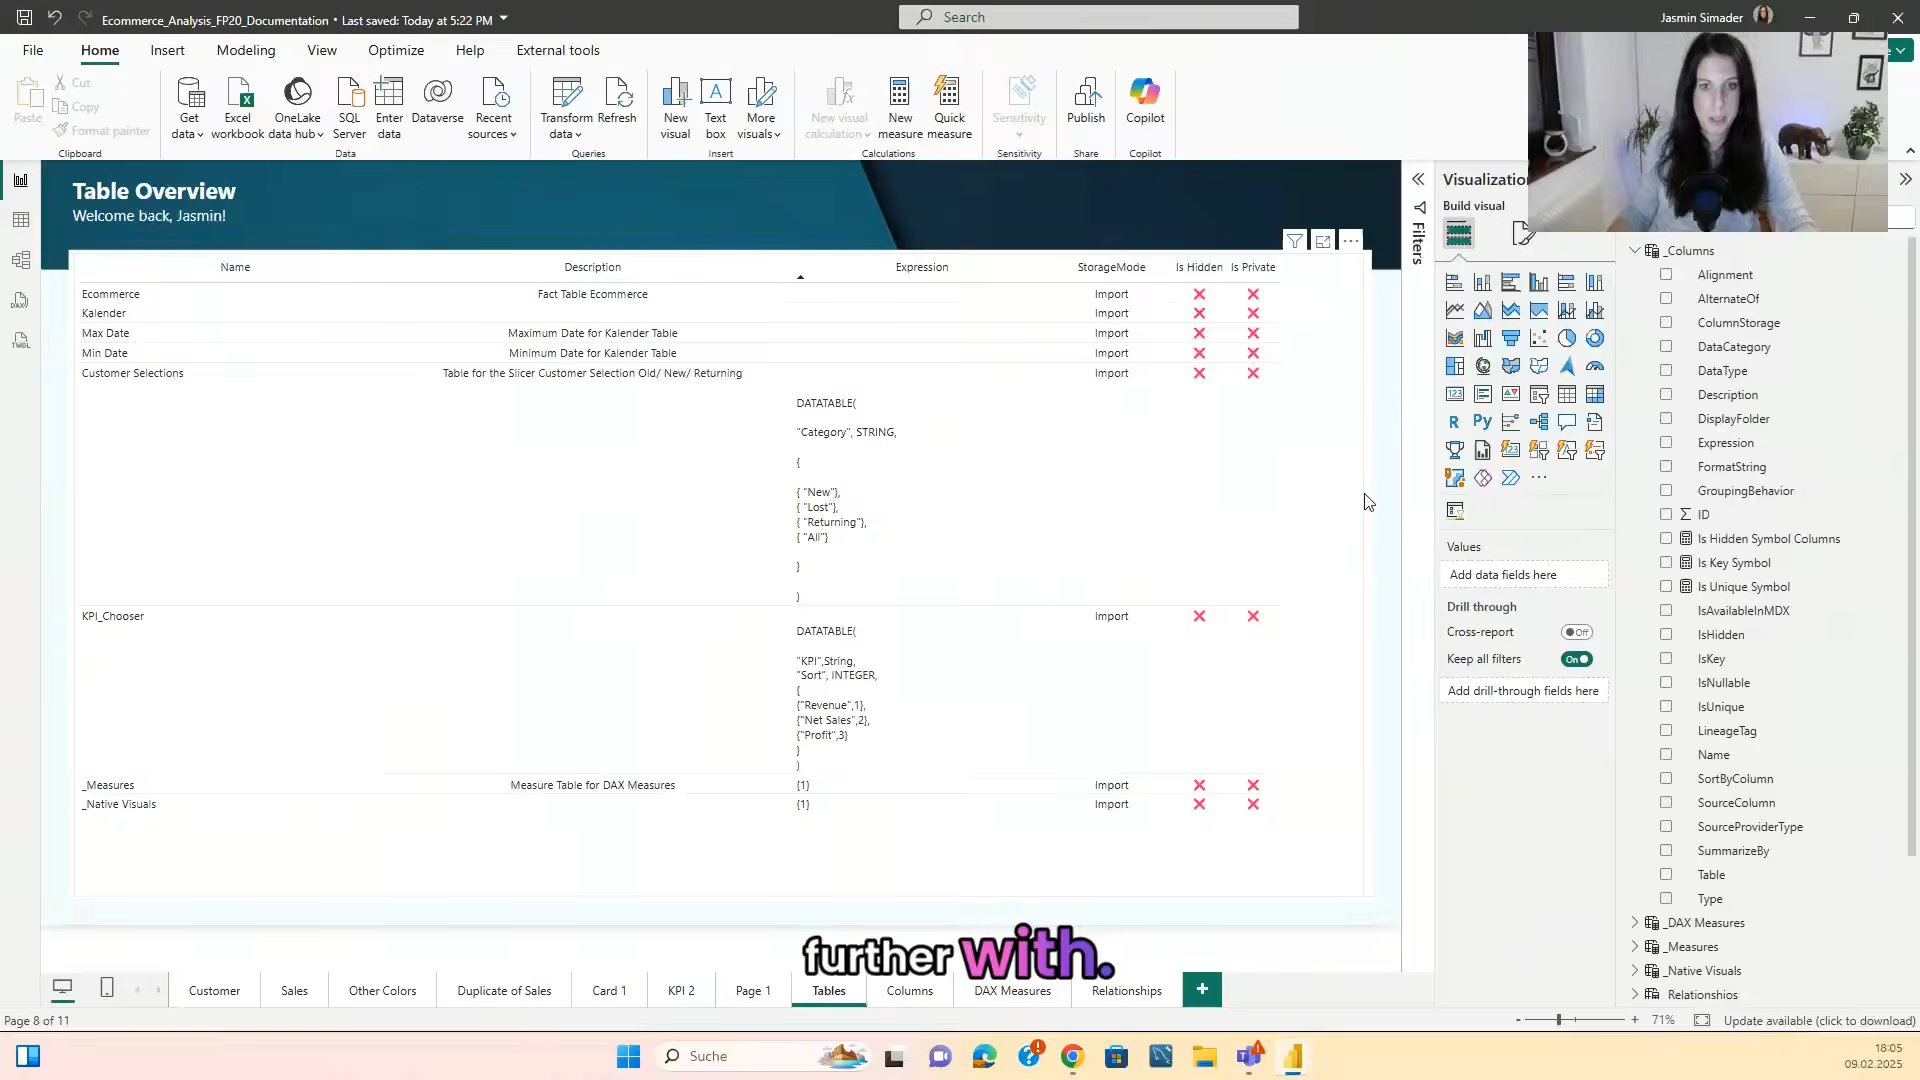 Ecommerce_Analysis_FP20_Documentation • Last saved: Today at 5:22 PM
Search
Jasmin Simader
File
Home
Insert
Modeling
View
Optimize
Help
External tools
Paste
Cut
Copy
Format painter
Clipboard
Get data
Excel workbook
OneLake data hub
SQL Server
Enter data
Dataverse
Recent sources
Data
Transform data
Refresh
Queries
New visual
Text box
More visuals
Insert
New visual calculation
New measure
Quick measure
Calculations
Sensitivity
Sensitivity
Publish
Share
Copilot
Copilot
Table Overview
Welcome back, Jasmin!
Name Description Expression StorageMode Is Hidden Is Private
Ecommerce Fact Table Ecommerce Import
Kalender Import
Max Date Maximum Date for Kalender Table Import
Min Date Minimum Date for Kalender Table Import
Customer Selections Table for the Slicer Customer Selection Old/ New/ Returning Import
DATATABLE(
"Category", STRING,
{
{ "New"},
{ "Lost"},
{ "Returning"},
{ "All"}
}
)
KPI_Chooser Import
DATATABLE(
"KPI",String,
"Sort", INTEGER,
{
{"Revenue",1},
{"Net Sales",2},
{"Profit",3}
}
)
_Measures Measure Table for DAX Measures {1} Import
_Native Visuals {1} Import
further with.
Filters
Build visual
Values
Add data fields here
Drill through
Cross-report Off
Keep all filters On
Add drill-through fields here
_Columns
Alignment
AlternateOf
ColumnStorage
DataCategory
DataType
Description
DisplayFolder
Expression
FormatString
GroupingBehavior
ID
Is Hidden Symbol Columns
Is Key Symbol
Is Unique Symbol
IsAvailableInMDX
IsHidden
IsKey
IsNullable
IsUnique
LineageTag
Name
SortByColumn
SourceColumn
SourceProviderType
SummarizeBy
Table
Type
_DAX Measures
_Measures
_Native Visuals
Relationships
Customer
Sales
Other Colors
Duplicate of Sales
Card 1
KPI 2
Page 1
Tables
Columns
DAX Measures
Relationships
Page 8 of 11
71%
Update available (click to download)
Suche
18:05
09.02.2025